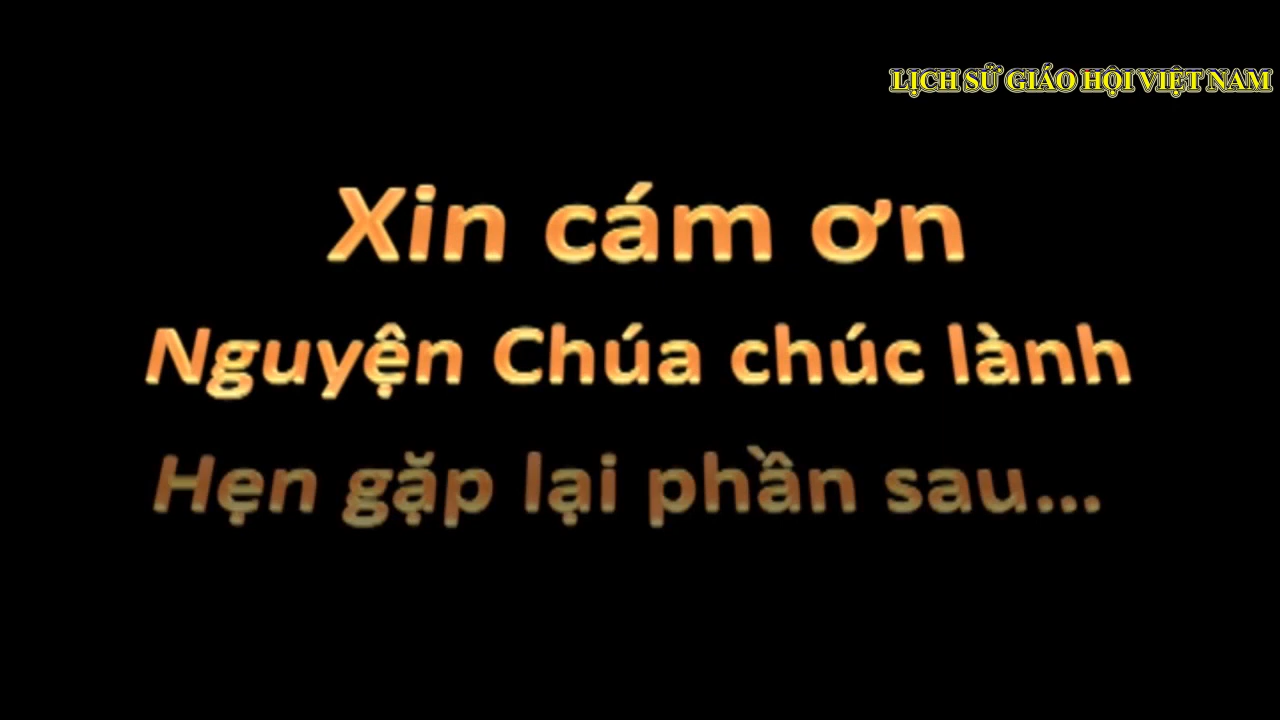 LỊCH SỬ GIÁO HỘI VIỆT NAM
Xin cám ơn
Nguyện Chúa chúc lành
Hẹn gặp lại phần sau...